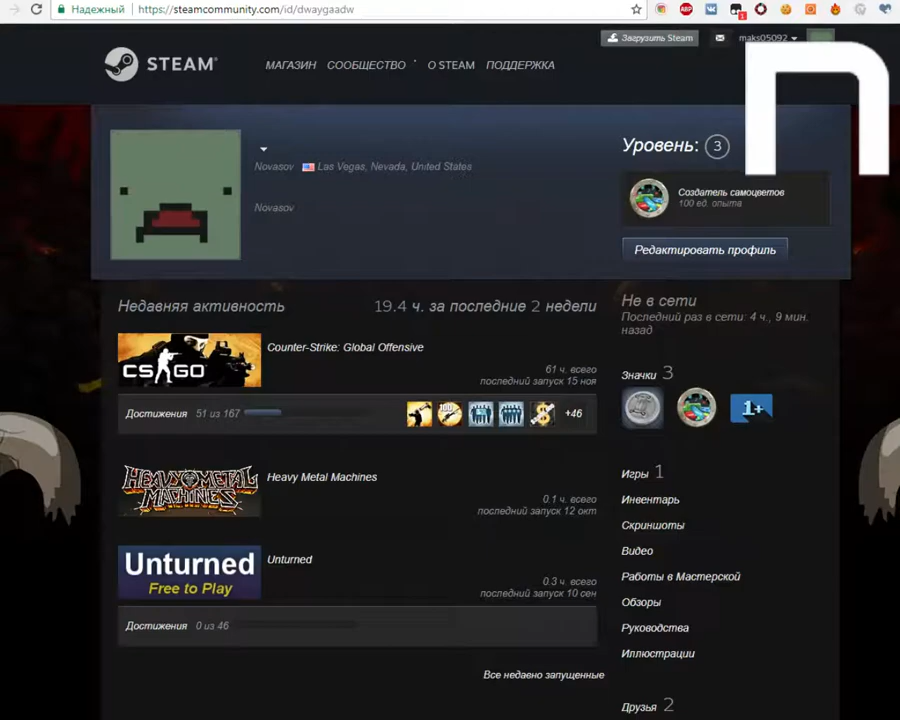 Надежный https://steamcommunity.com/id/dwaygaadw
ABP
1
Загрузить Steam
maks05092
STEAM®
МАГАЗИН СООБЩЕСТВО О STEAM ПОДДЕРЖКА
Novasov Las Vegas, Nevada, United States
Novasov
Уровень: 3
Создатель самоцветов
100 ед. опыта
Редактировать профиль
Недавняя активность 19.4 ч. за последние 2 недели
CS GO
Counter-Strike: Global Offensive
61 ч. всего
последний запуск 15 ноя
Достижения 51 из 167
100
+46
HEAVY METAL MACHINES
Heavy Metal Machines
0.1 ч. всего
последний запуск 12 окт
Unturned
Free to Play
Unturned
0.3 ч. всего
последний запуск 10 сен
Достижения 0 из 46
Все недавно запущенные
Не в сети
Последний раз в сети: 4 ч., 9 мин.
назад
Значки 3
1+
Игры 1
Инвентарь
Скриншоты
Видео
Работы в Мастерской
Обзоры
Руководства
Иллюстрации
Друзья 2